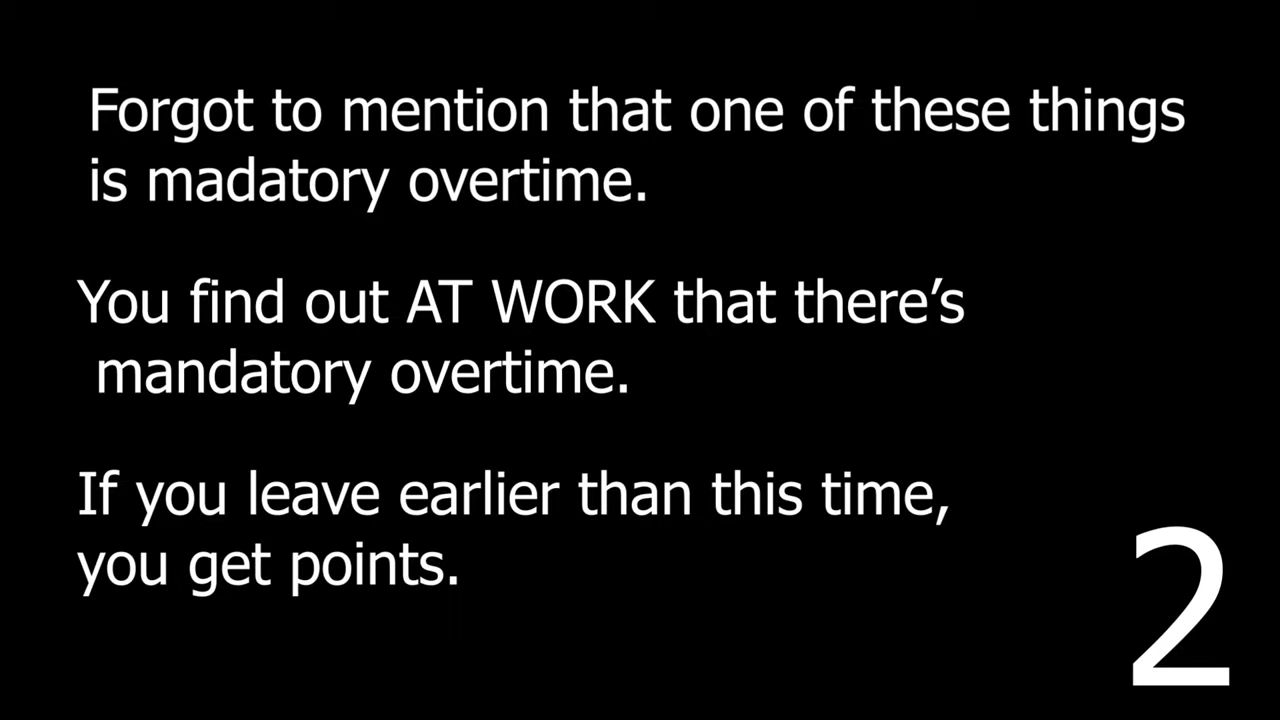 Forgot to mention that one of these things
is madatory overtime.
You find out AT WORK that there’s
mandatory overtime.
If you leave earlier than this time,
you get points.
2